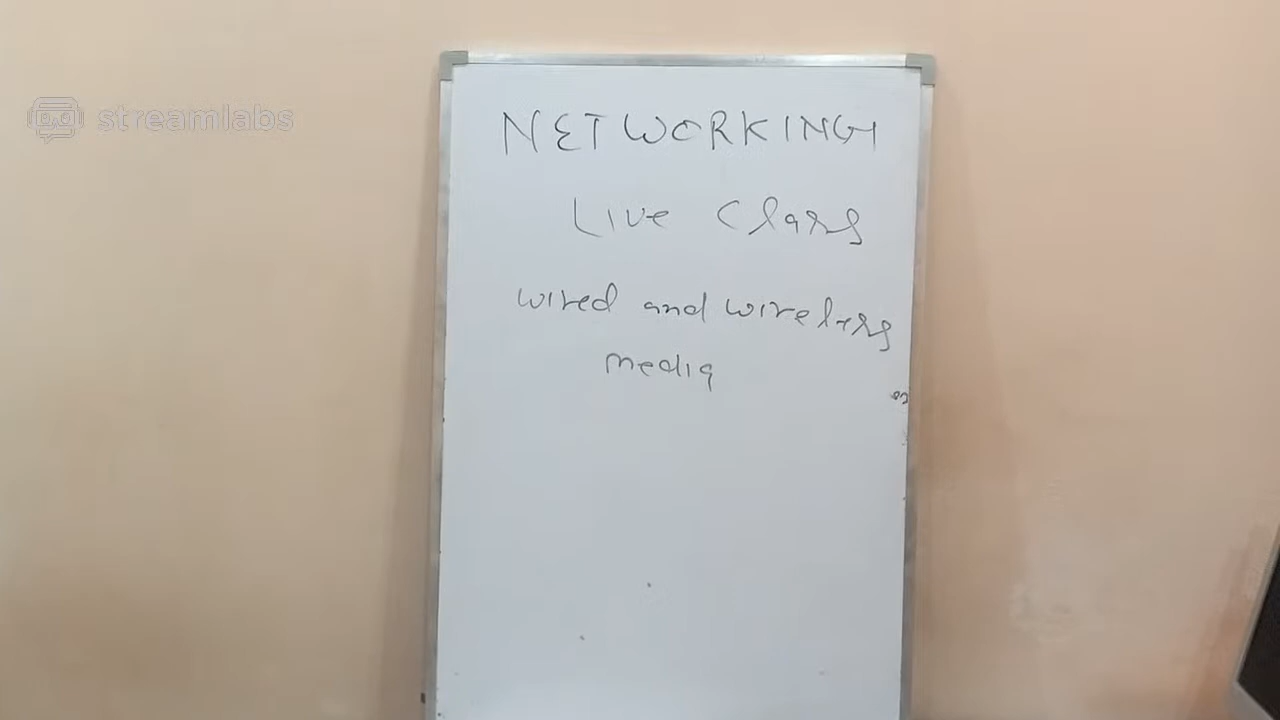 streamlabs
NETWORKING
Live Class
wired and wireless
media